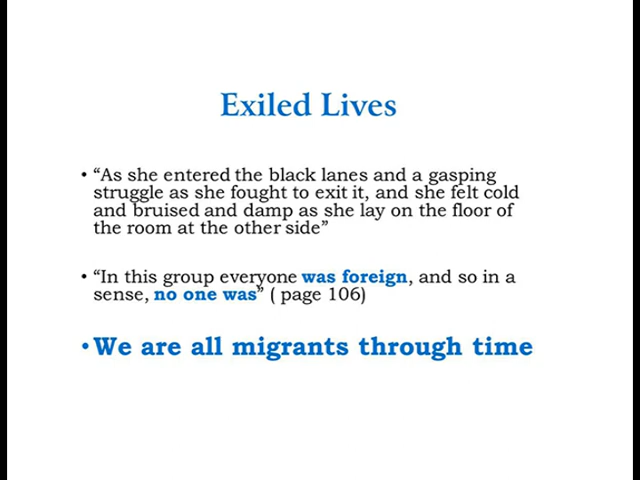 Exiled Lives
• “As she entered the black lanes and a gasping
struggle as she fought to exit it, and she felt cold
and bruised and damp as she lay on the floor of
the room at the other side”
• “In this group everyone was foreign, and so in a
sense, no one was” ( page 106)
• We are all migrants through time